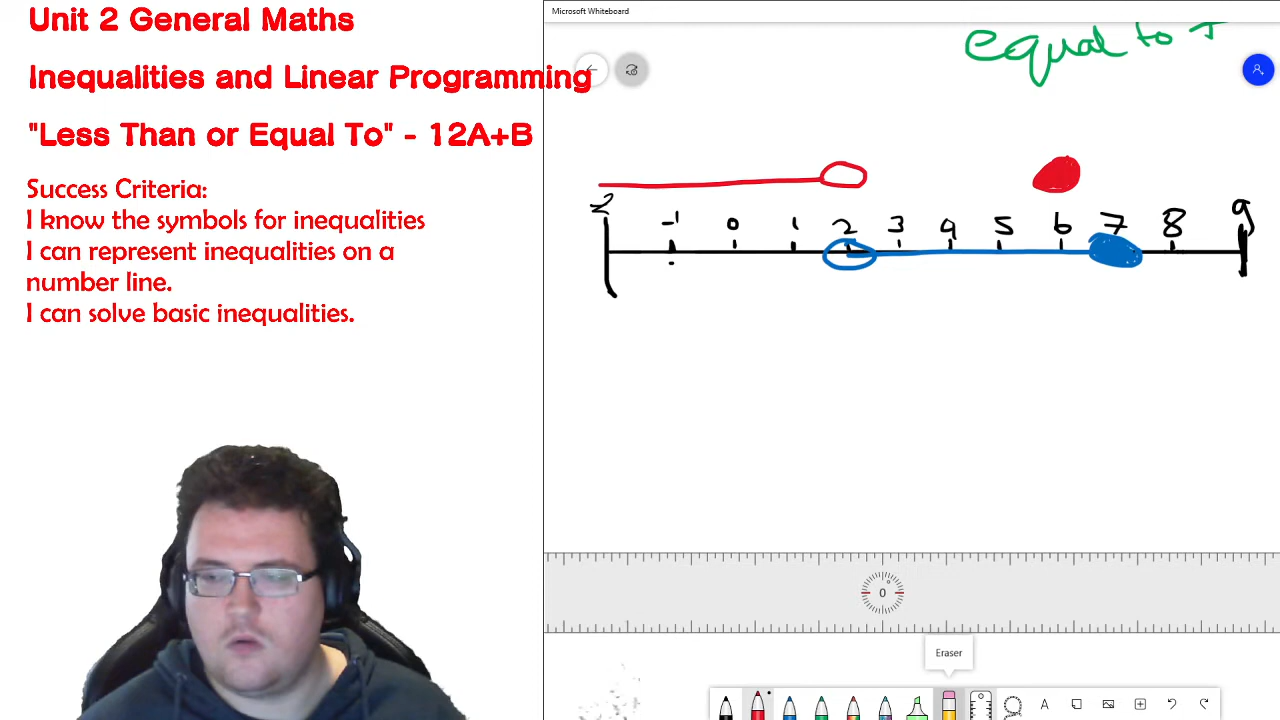 Unit 2 General Maths
Inequalities and Linear Programming
"Less Than or Equal To" - 12A+B
Success Criteria:
I know the symbols for inequalities
I can represent inequalities on a
number line.
I can solve basic inequalities.
Microsoft Whiteboard
equal to
-2 -1 0 1 2 3 4 5 6 7 8 9
0
Eraser
A